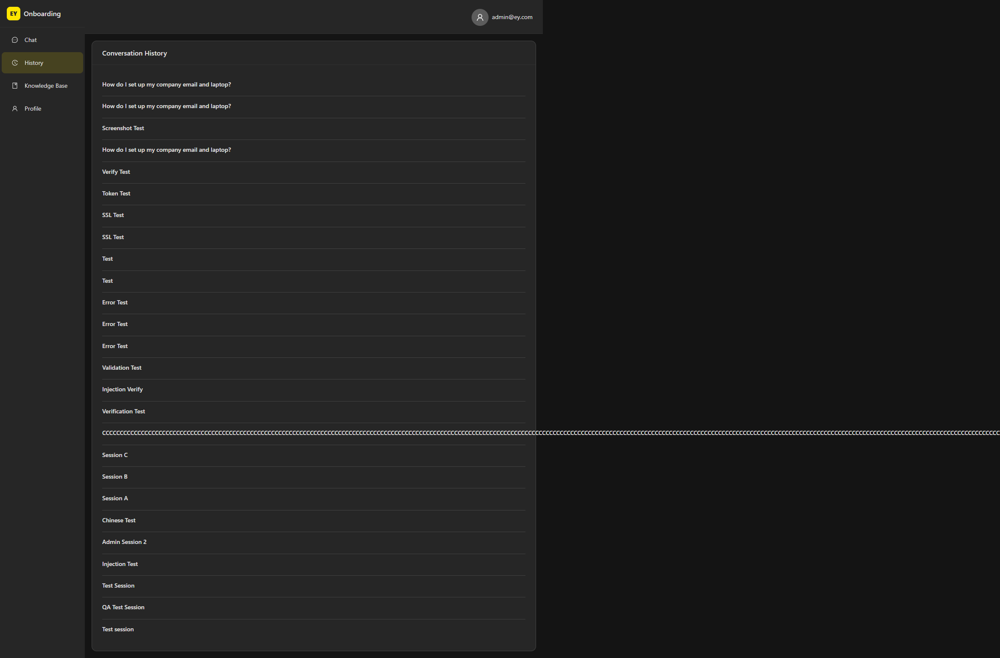 EY Onboarding
admin@ey.com
Chat
History
Knowledge Base
Profile
Conversation History
How do I set up my company email and laptop?
How do I set up my company email and laptop?
Screenshot Test
How do I set up my company email and laptop?
Verify Test
Token Test
SSL Test
SSL Test
Test
Test
Error Test
Error Test
Error Test
Validation Test
Injection Verify
Verification Test
Session C
Session B
Session A
Chinese Test
Admin Session 2
Injection Test
Test Session
QA Test Session
Test session